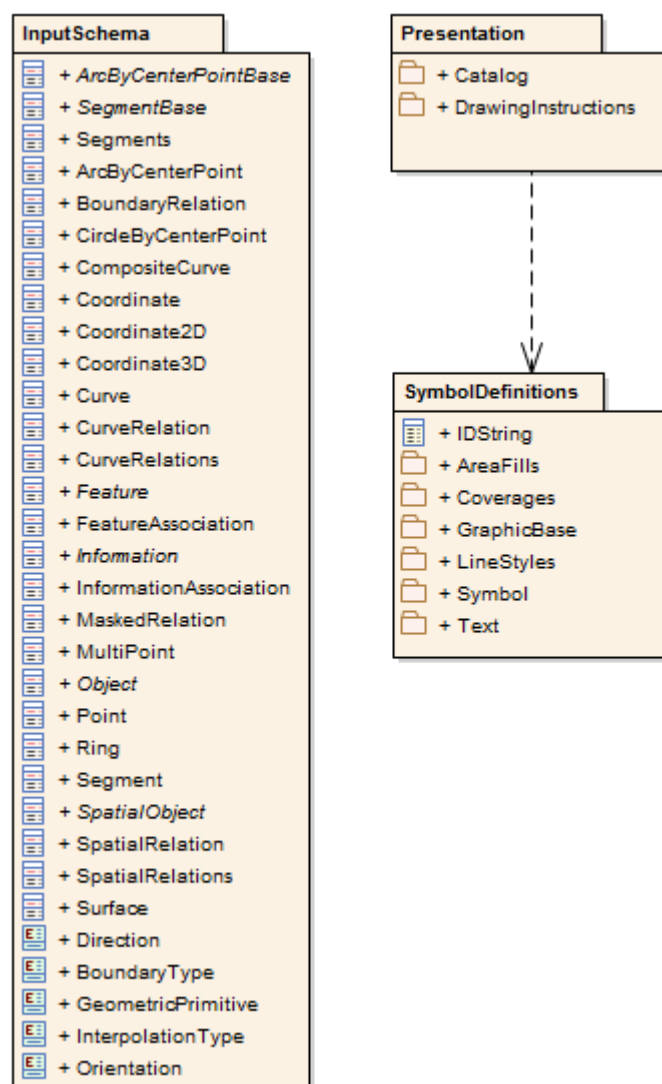 InputSchema
+ ArcByCenterPointBase
+ SegmentBase
+ Segments
+ ArcByCenterPoint
+ BoundaryRelation
+ CircleByCenterPoint
+ CompositeCurve
+ Coordinate
+ Coordinate2D
+ Coordinate3D
+ Curve
+ CurveRelation
+ CurveRelations
+ Feature
+ FeatureAssociation
+ Information
+ InformationAssociation
+ MaskedRelation
+ MultiPoint
+ Object
+ Point
+ Ring
+ Segment
+ SpatialObject
+ SpatialRelation
+ SpatialRelations
+ Surface
+ Direction
+ BoundaryType
+ GeometricPrimitive
+ InterpolationType
+ Orientation
Presentation
+ Catalog
+ DrawingInstructions
SymbolDefinitions
+ IDString
+ AreaFills
+ Coverages
+ GraphicBase
+ LineStyles
+ Symbol
+ Text